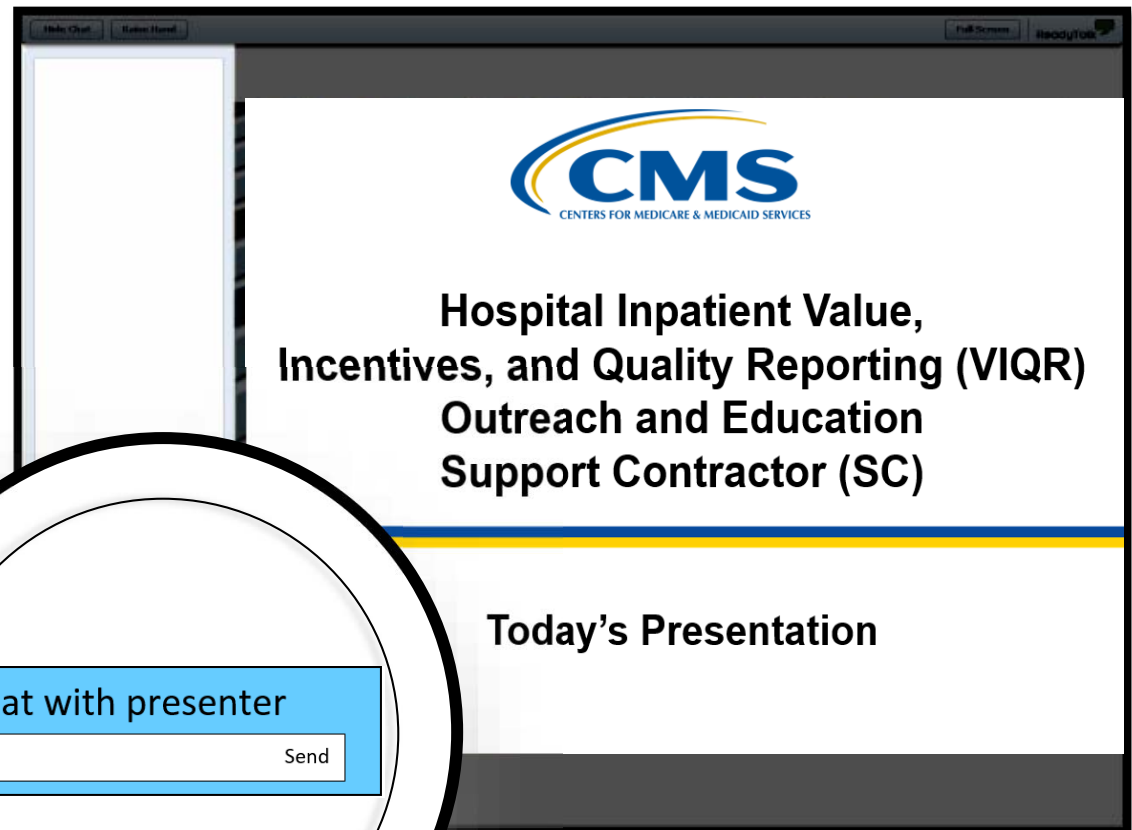 Hide Chat
Raise Hand
Full Screen
ReadyTalk
CMS
CENTERS FOR MEDICARE & MEDICAID SERVICES
Hospital Inpatient Value,
Incentives, and Quality Reporting (VIQR)
Outreach and Education
Support Contractor (SC)
Today’s Presentation
at with presenter
Send